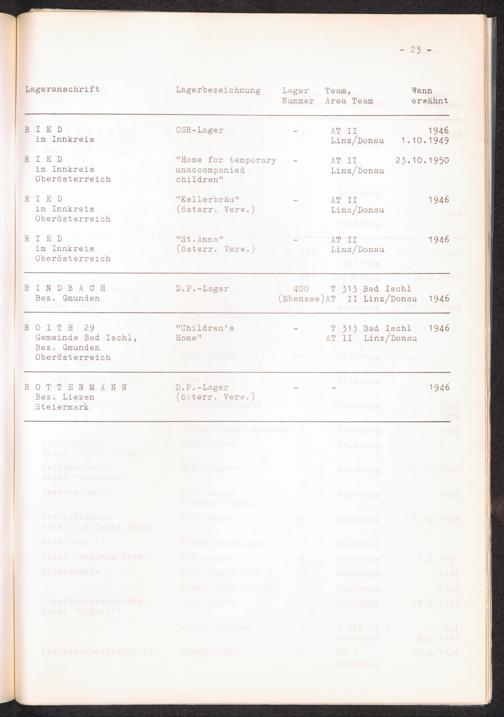 - 23 -
Lageranschrift Lagerbezeichnung Lager Team, Wann
Nummer Area Team erwähnt
R I E D CSR-Lager - AT II 1946
im Innkreis Linz/Donau 1.10.1949
R I E D "Home for temporary - AT II 23.10.1950
im Innkreis unaccompanied Linz/Donau
Oberösterreich children"
R I E D "Kellerbräu" - AT II 1946
im Innkreis (österr. Verw.) Linz/Donau
Oberösterreich
R I E D "St.Anna" - AT II 1946
im Innkreis (österr. Verw.) Linz/Donau
Oberösterreich
R I N D B A C H D.P.-Lager 400 T 313 Bad Ischl
Bez. Gmunden (Ebensee)AT II Linz/Donau 1946
R O I T H 29 "Children's - T 313 Bad Ischl 1946
Gemeinde Bad Ischl, Home" AT II Linz/Donau
Bez. Gmunden
Oberösterreich
R O T T E N M A N N D.P.-Lager - - 1946
Bez. Liezen (österr. Verw.)
Steiermark